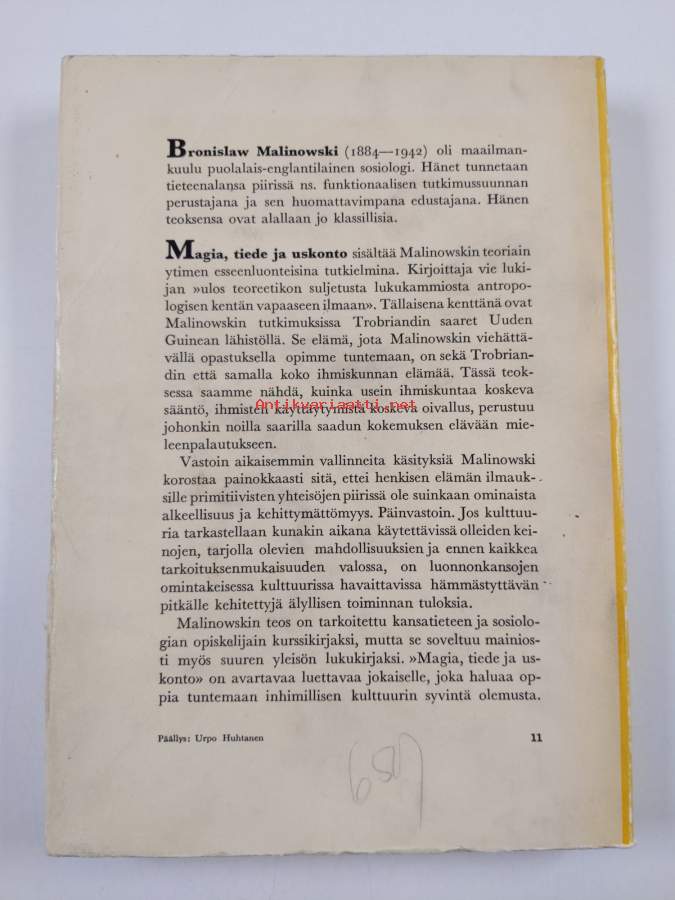 Bronislaw Malinowski (1884—1942) oli maailman-
kuulu puolalais-englantilainen sosiologi. Hänet tunnetaan
tieteenalansa piirissä ns. funktionaalisen tutkimussuunnan
perustajana ja sen huomattavimpana edustajana. Hänen
teoksensa ovat alallaan jo klassillisia.
Magia, tiede ja uskonto sisältää Malinowskin teoriain
ytimen esseenluonteisina tutkielmina. Kirjoittaja vie luki-
jan »ulos teoreetikon suljetusta lukukammiosta antropo-
logisen kentän vapaaseen ilmaan». Tällaisena kenttänä ovat
Malinowskin tutkimuksissa Trobriandin saaret Uuden
Guinean lähistöllä. Se elämä, jota Malinowskin viehättä-
vällä opastuksella opimme tuntemaan, on sekä Trobrian-
din että samalla koko ihmiskunnan elämää. Tässä teok-
sessa saamme nähdä, kuinka usein ihmiskuntaa koskeva
sääntö, ihmisten käyttäytymistä koskeva oivallus, perustuu
Antikvariaatti.net
johonkin noilla saarilla saadun kokemuksen elävään mie-
leenpalautukseen.
Vastoin aikaisemmin vallinneita käsityksiä Malinowski
korostaa painokkaasti sitä, ettei henkisen elämän ilmauk-
sille primitiivisten yhteisöjen piirissä ole suinkaan ominaista
alkeellisuus ja kehittymättömyys. Päinvastoin. Jos kulttuu-
ria tarkastellaan kunakin aikana käytettävissä olleiden kei-
nojen, tarjolla olevien mahdollisuuksien ja ennen kaikkea
tarkoituksenmukaisuuden valossa, on luonnonkansojen
omintakeisessa kulttuurissa havaittavissa hämmästyttävän
pitkälle kehitettyjä älyllisen toiminnan tuloksia.
Malinowskin teos on tarkoitettu kansatieteen ja sosiolo-
gian opiskelijain kurssikirjaksi, mutta se soveltuu mainios-
ti myös suuren yleisön lukukirjaksi. »Magia, tiede ja us-
konto» on avartavaa luettavaa jokaiselle, joka haluaa op-
pia tuntemaan inhimillisen kulttuurin syvintä olemusta.
Päällys: Urpo Huhtanen 11